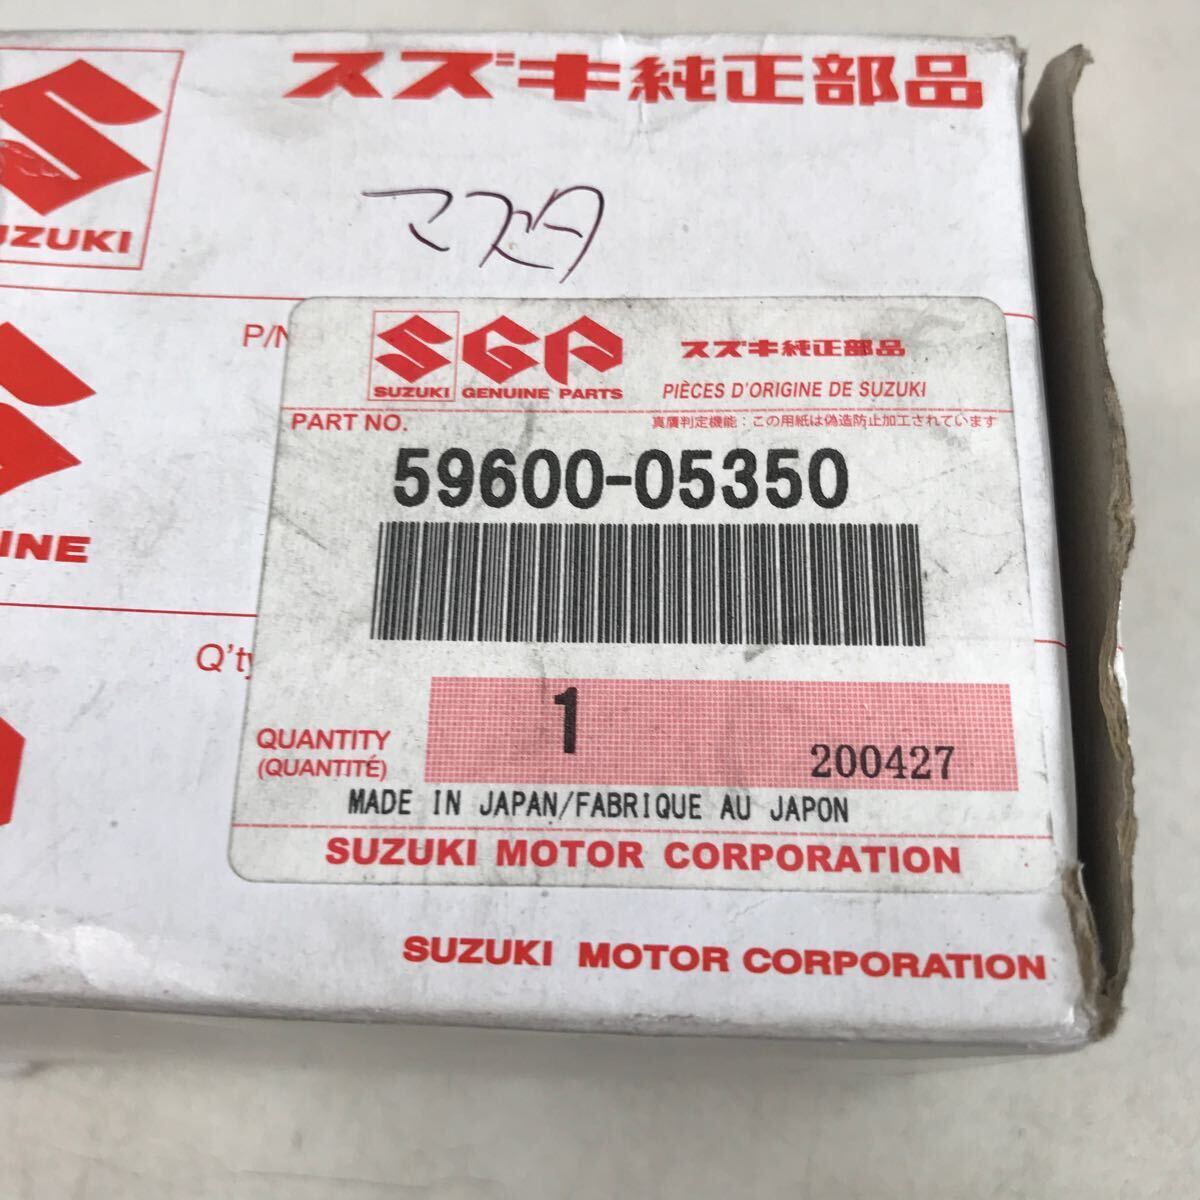 スズキ純正部品
SUZUKI
マズタ
P/N
SGP
スズキ純正部品
SUZUKI GENUINE PARTS
PIÈCES D'ORIGINE DE SUZUKI
PART NO.
真贋判定機能：この用紙は偽造防止加工されています
59600-05350
INE
Q'ty
1
QUANTITY
(QUANTITÉ)
200427
MADE IN JAPAN/FABRIQUE AU JAPON
SUZUKI MOTOR CORPORATION
SUZUKI MOTOR CORPORATION